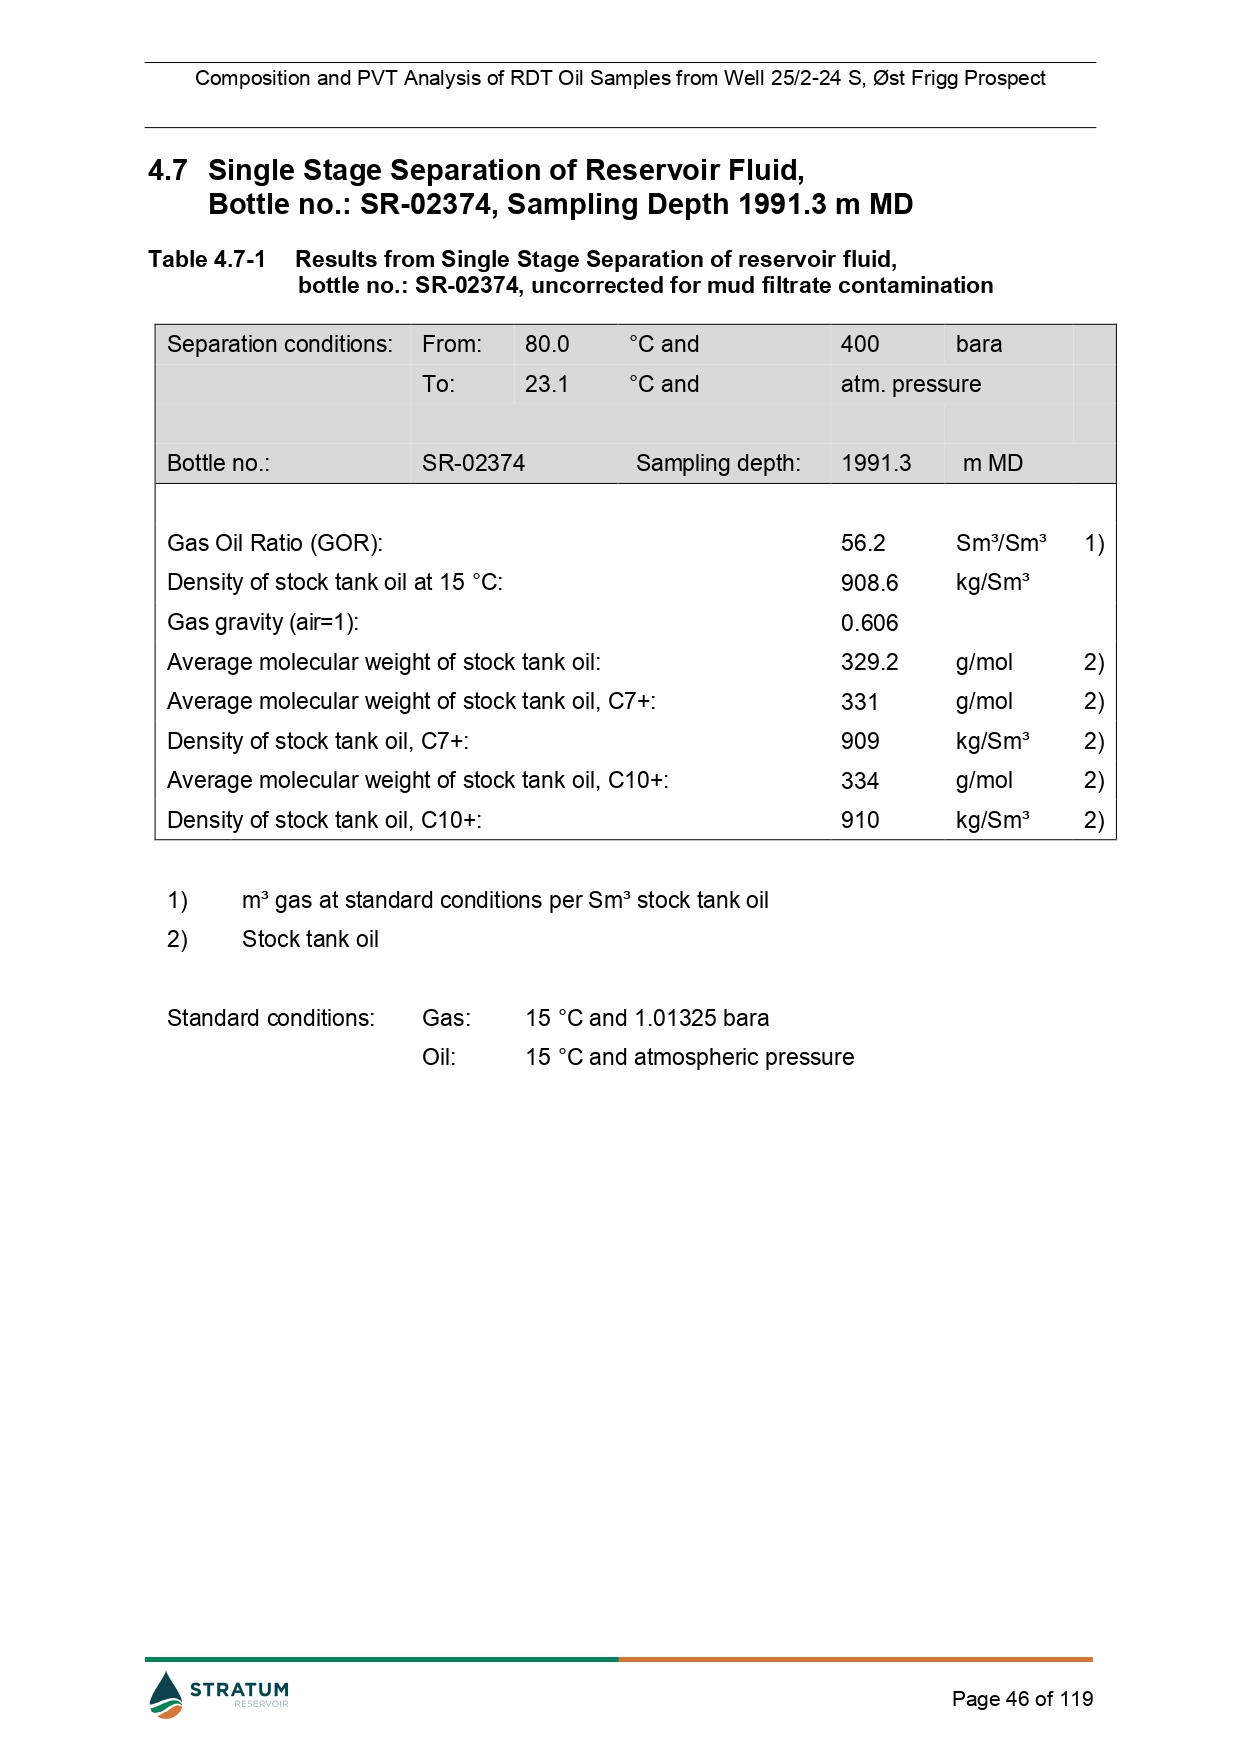 Composition and PVT Analysis of RDT Oil Samples from Well 25/2-24 S, Øst Frigg Prospect
4.7 Single Stage Separation of Reservoir Fluid,
Bottle no.: SR-02374, Sampling Depth 1991.3 m MD
Table 4.7-1 Results from Single Stage Separation of reservoir fluid,
bottle no.: SR-02374, uncorrected for mud filtrate contamination
Separation conditions: From: 80.0 °C and 400 bara
To: 23.1 °C and atm. pressure
Bottle no.: SR-02374 Sampling depth: 1991.3 m MD
Gas Oil Ratio (GOR): 56.2 Sm³/Sm³ 1)
Density of stock tank oil at 15 °C: 908.6 kg/Sm³
Gas gravity (air=1): 0.606
Average molecular weight of stock tank oil: 329.2 g/mol 2)
Average molecular weight of stock tank oil, C7+: 331 g/mol 2)
Density of stock tank oil, C7+: 909 kg/Sm³ 2)
Average molecular weight of stock tank oil, C10+: 334 g/mol 2)
Density of stock tank oil, C10+: 910 kg/Sm³ 2)
1) m³ gas at standard conditions per Sm³ stock tank oil
2) Stock tank oil
Standard conditions: Gas: 15 °C and 1.01325 bara
Oil: 15 °C and atmospheric pressure
STRATUM
RESERVOIR
Page 46 of 119